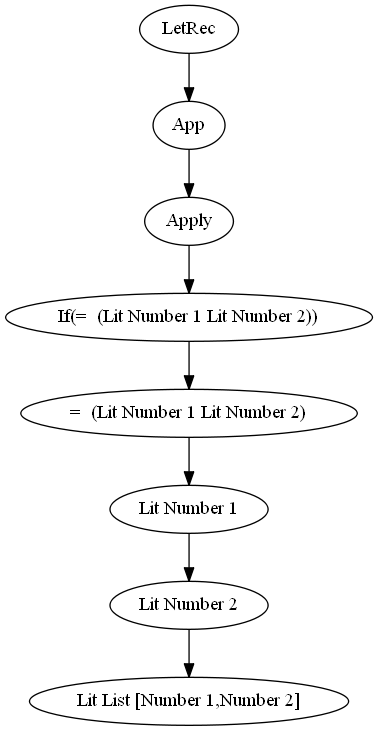 LetRec
App
Apply
If(=  (Lit Number 1 Lit Number 2))
=  (Lit Number 1 Lit Number 2)
Lit Number 1
Lit Number 2
Lit List [Number 1,Number 2]